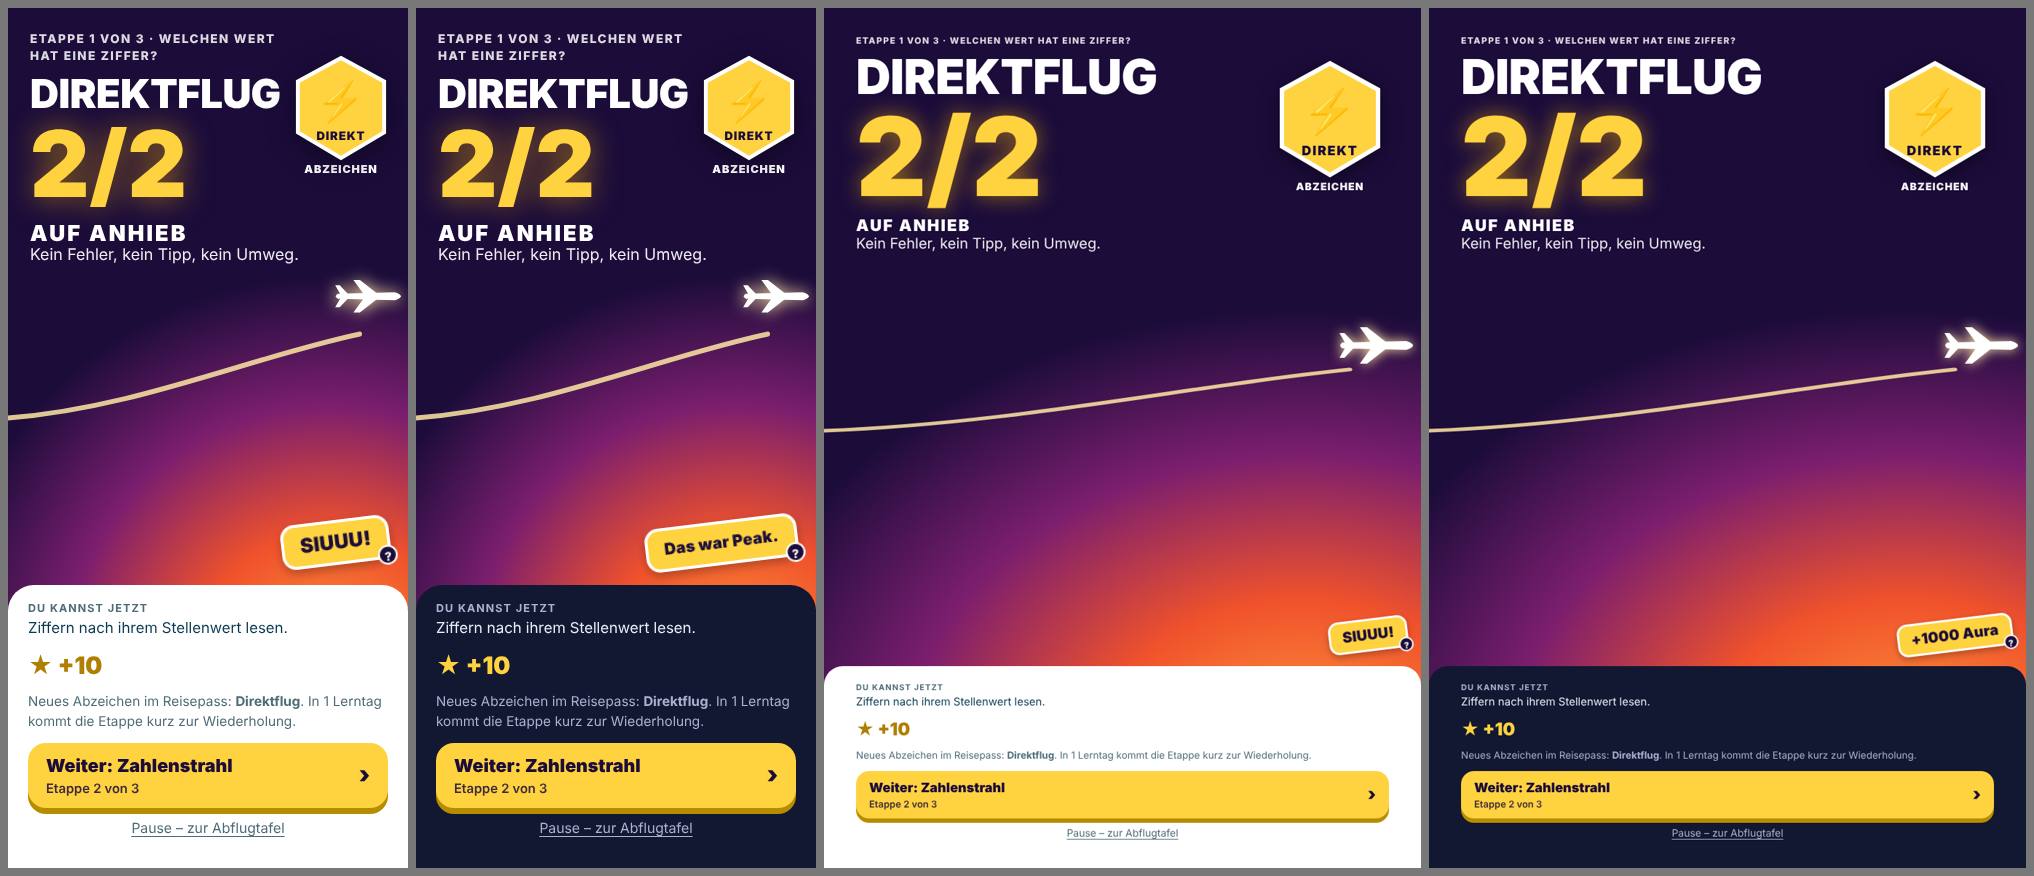 ETAPPE 1 VON 3 · WELCHEN WERT
HAT EINE ZIFFER?
DIREKTFLUG
2/2
AUF ANHIEB
Kein Fehler, kein Tipp, kein Umweg.
DIREKT
ABZEICHEN
SIUUU!
?
DU KANNST JETZT
Ziffern nach ihrem Stellenwert lesen.
★ +10
Neues Abzeichen im Reisepass: Direktflug. In 1 Lerntag
kommt die Etappe kurz zur Wiederholung.
Weiter: Zahlenstrahl
Etappe 2 von 3
›
Pause – zur Abflugtafel
ETAPPE 1 VON 3 · WELCHEN WERT
HAT EINE ZIFFER?
DIREKTFLUG
2/2
AUF ANHIEB
Kein Fehler, kein Tipp, kein Umweg.
DIREKT
ABZEICHEN
Das war Peak.
?
DU KANNST JETZT
Ziffern nach ihrem Stellenwert lesen.
★ +10
Neues Abzeichen im Reisepass: Direktflug. In 1 Lerntag
kommt die Etappe kurz zur Wiederholung.
Weiter: Zahlenstrahl
Etappe 2 von 3
›
Pause – zur Abflugtafel
ETAPPE 1 VON 3 · WELCHEN WERT HAT EINE ZIFFER?
DIREKTFLUG
2/2
AUF ANHIEB
Kein Fehler, kein Tipp, kein Umweg.
DIREKT
ABZEICHEN
SIUUU!
?
DU KANNST JETZT
Ziffern nach ihrem Stellenwert lesen.
★ +10
Neues Abzeichen im Reisepass: Direktflug. In 1 Lerntag kommt die Etappe kurz zur Wiederholung.
Weiter: Zahlenstrahl
Etappe 2 von 3
›
Pause – zur Abflugtafel
ETAPPE 1 VON 3 · WELCHEN WERT HAT EINE ZIFFER?
DIREKTFLUG
2/2
AUF ANHIEB
Kein Fehler, kein Tipp, kein Umweg.
DIREKT
ABZEICHEN
+1000 Aura
?
DU KANNST JETZT
Ziffern nach ihrem Stellenwert lesen.
★ +10
Neues Abzeichen im Reisepass: Direktflug. In 1 Lerntag kommt die Etappe kurz zur Wiederholung.
Weiter: Zahlenstrahl
Etappe 2 von 3
›
Pause – zur Abflugtafel